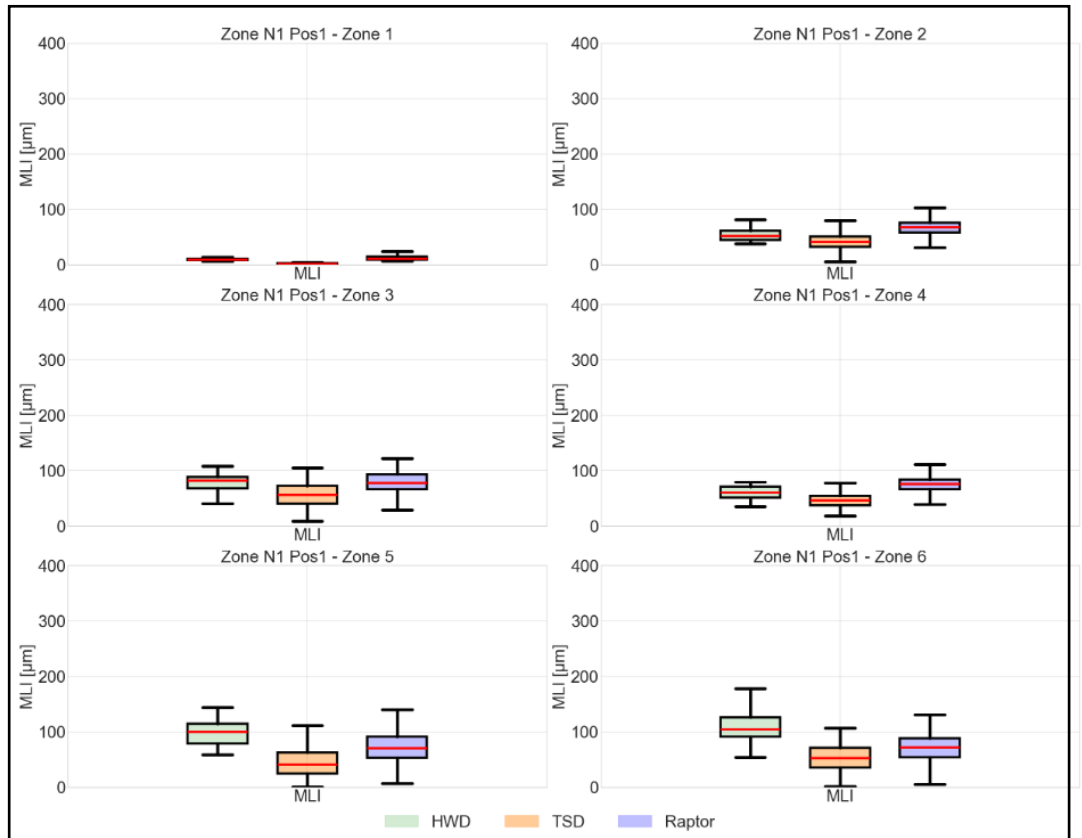 Zone N1 Pos1 - Zone 1
400
300
200
100
0
MLI [µm]
MLI
Zone N1 Pos1 - Zone 2
400
300
200
100
0
MLI [µm]
MLI
Zone N1 Pos1 - Zone 3
400
300
200
100
0
MLI [µm]
MLI
Zone N1 Pos1 - Zone 4
400
300
200
100
0
MLI [µm]
MLI
Zone N1 Pos1 - Zone 5
400
300
200
100
0
MLI [µm]
MLI
Zone N1 Pos1 - Zone 6
400
300
200
100
0
MLI [µm]
MLI
HWD TSD Raptor